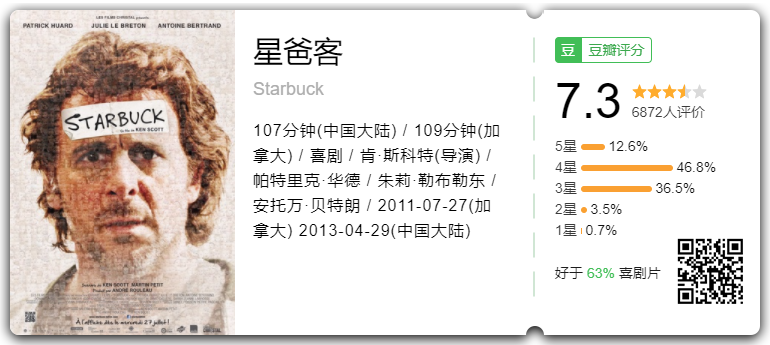 LES FILMS CHRISTAL présente
PATRICK HUARD JULIE LE BRETON ANTOINE BERTRAND
STARBUCK
un film de KEN SCOTT
Scénario de KEN SCOTT, MARTIN PETIT
Produit par ANDRÉ ROULEAU
À l'affiche dès le mercredi 27 juillet!
星爸客
Starbuck
107分钟(中国大陆) / 109分钟(加
拿大) / 喜剧 / 肯·斯科特(导演) /
帕特里克·华德 / 朱莉·勒布勒东 /
安托万·贝特朗 / 2011-07-27(加
拿大) 2013-04-29(中国大陆)
豆 豆瓣评分
7.3
6872人评价
5星 12.6%
4星 46.8%
3星 36.5%
2星 3.5%
1星 0.7%
好于 63% 喜剧片